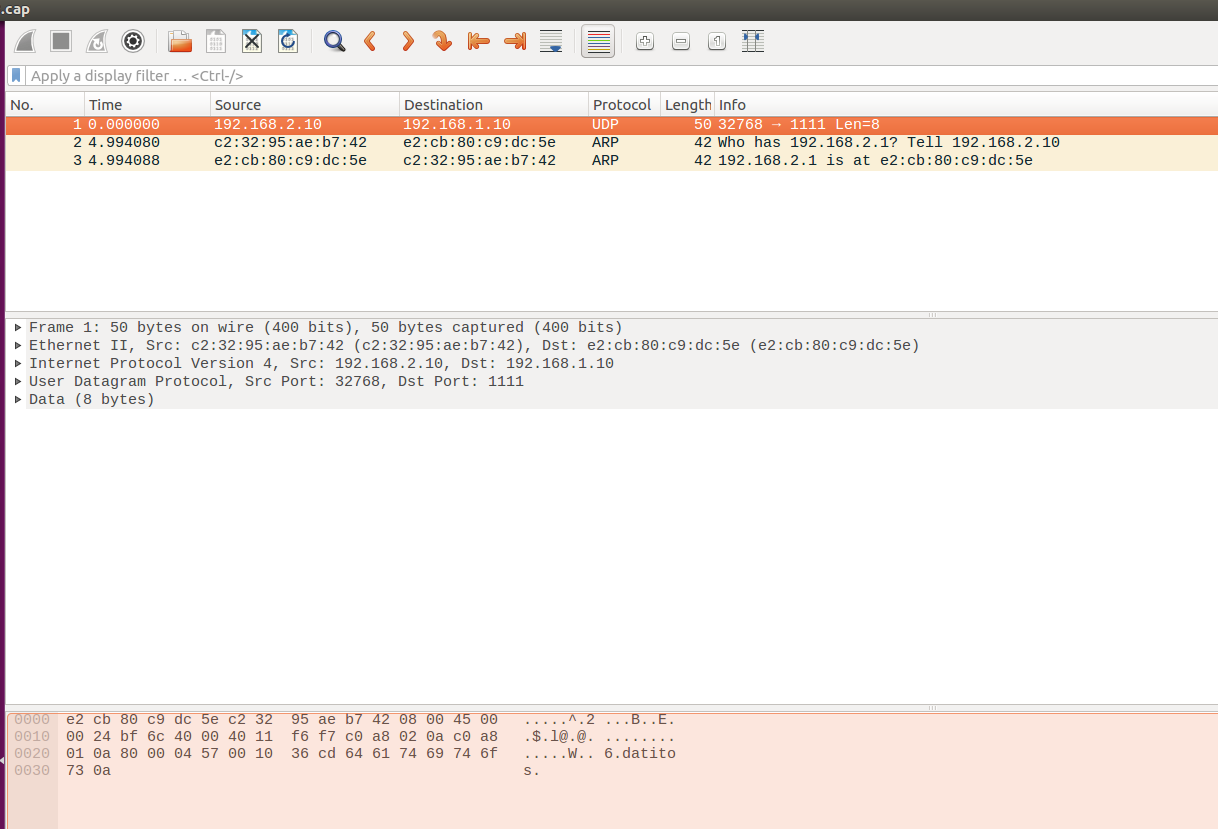 .cap
Apply a display filter … <Ctrl-/>
No. Time Source Destination Protocol Length Info
1 0.000000 192.168.2.10 192.168.1.10 UDP 50 32768 → 1111 Len=8
2 4.994080 c2:32:95:ae:b7:42 e2:cb:80:c9:dc:5e ARP 42 Who has 192.168.2.1? Tell 192.168.2.10
3 4.994088 e2:cb:80:c9:dc:5e c2:32:95:ae:b7:42 ARP 42 192.168.2.1 is at e2:cb:80:c9:dc:5e
Frame 1: 50 bytes on wire (400 bits), 50 bytes captured (400 bits)
Ethernet II, Src: c2:32:95:ae:b7:42 (c2:32:95:ae:b7:42), Dst: e2:cb:80:c9:dc:5e (e2:cb:80:c9:dc:5e)
Internet Protocol Version 4, Src: 192.168.2.10, Dst: 192.168.1.10
User Datagram Protocol, Src Port: 32768, Dst Port: 1111
Data (8 bytes)
0000 e2 cb 80 c9 dc 5e c2 32 95 ae b7 42 08 00 45 00 .....^.2 ...B..E.
0010 00 24 bf 6c 40 00 40 11 f6 f7 c0 a8 02 0a c0 a8 .$.l@.@. ........
0020 01 0a 80 00 04 57 00 10 36 cd 64 61 74 69 74 6f .....W.. 6.datito
0030 73 0a s.